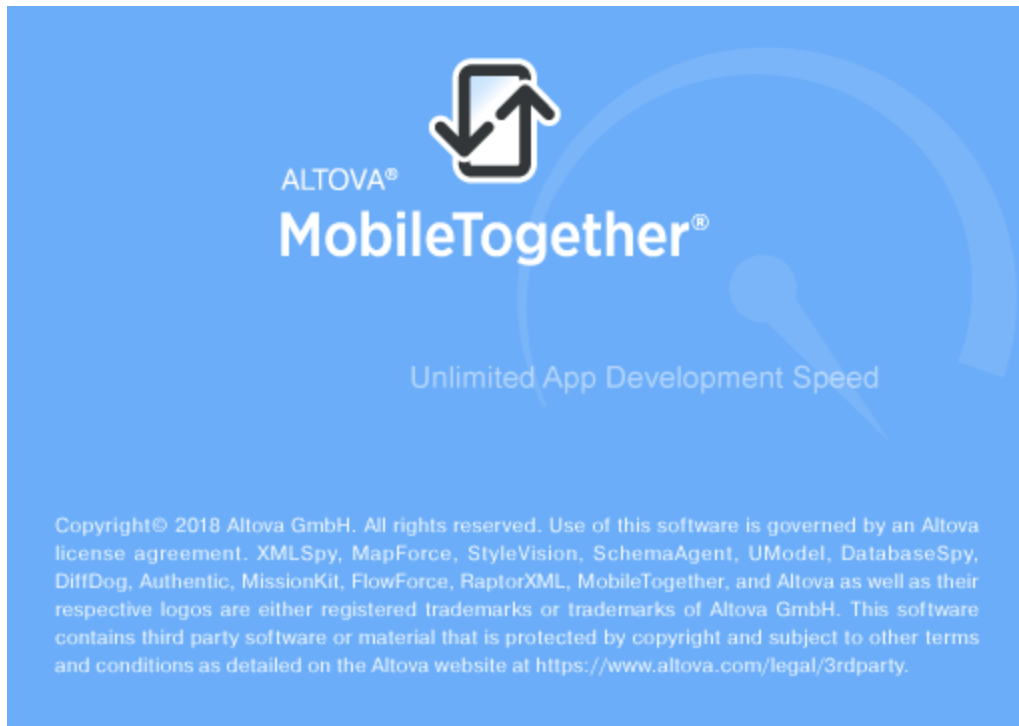 ALTOVA®
MobileTogether®
Unlimited App Development Speed
Copyright© 2018 Altova GmbH. All rights reserved. Use of this software is governed by an Altova
license agreement. XMLSpy, MapForce, StyleVision, SchemaAgent, UModel, DatabaseSpy,
DiffDog, Authentic, MissionKit, FlowForce, RaptorXML, MobileTogether, and Altova as well as their
respective logos are either registered trademarks or trademarks of Altova GmbH. This software
contains third party software or material that is protected by copyright and subject to other terms
and conditions as detailed on the Altova website at https://www.altova.com/legal/3rdparty.